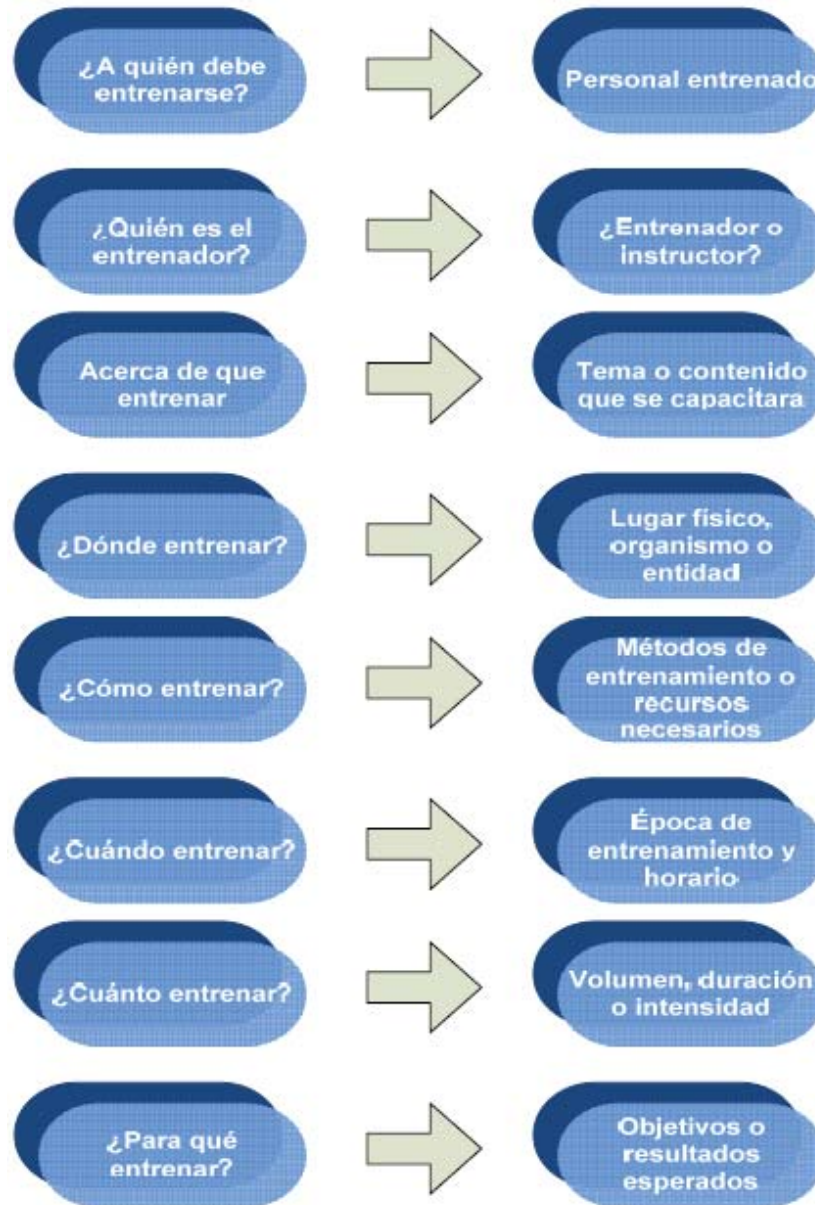 ¿A quién debe
entrenarse?
Personal entrenado
¿Quién es el
entrenador?
¿Entrenador o
instructor?
Acerca de que
entrenar
Tema o contenido
que se capacitara
¿Dónde entrenar?
Lugar físico,
organismo o
entidad
¿Cómo entrenar?
Métodos de
entrenamiento o
recursos
necesarios
¿Cuándo entrenar?
Época de
entrenamiento y
horario
¿Cuánto entrenar?
Volumen, duración
o intensidad
¿Para qué
entrenar?
Objetivos o
resultados
esperados